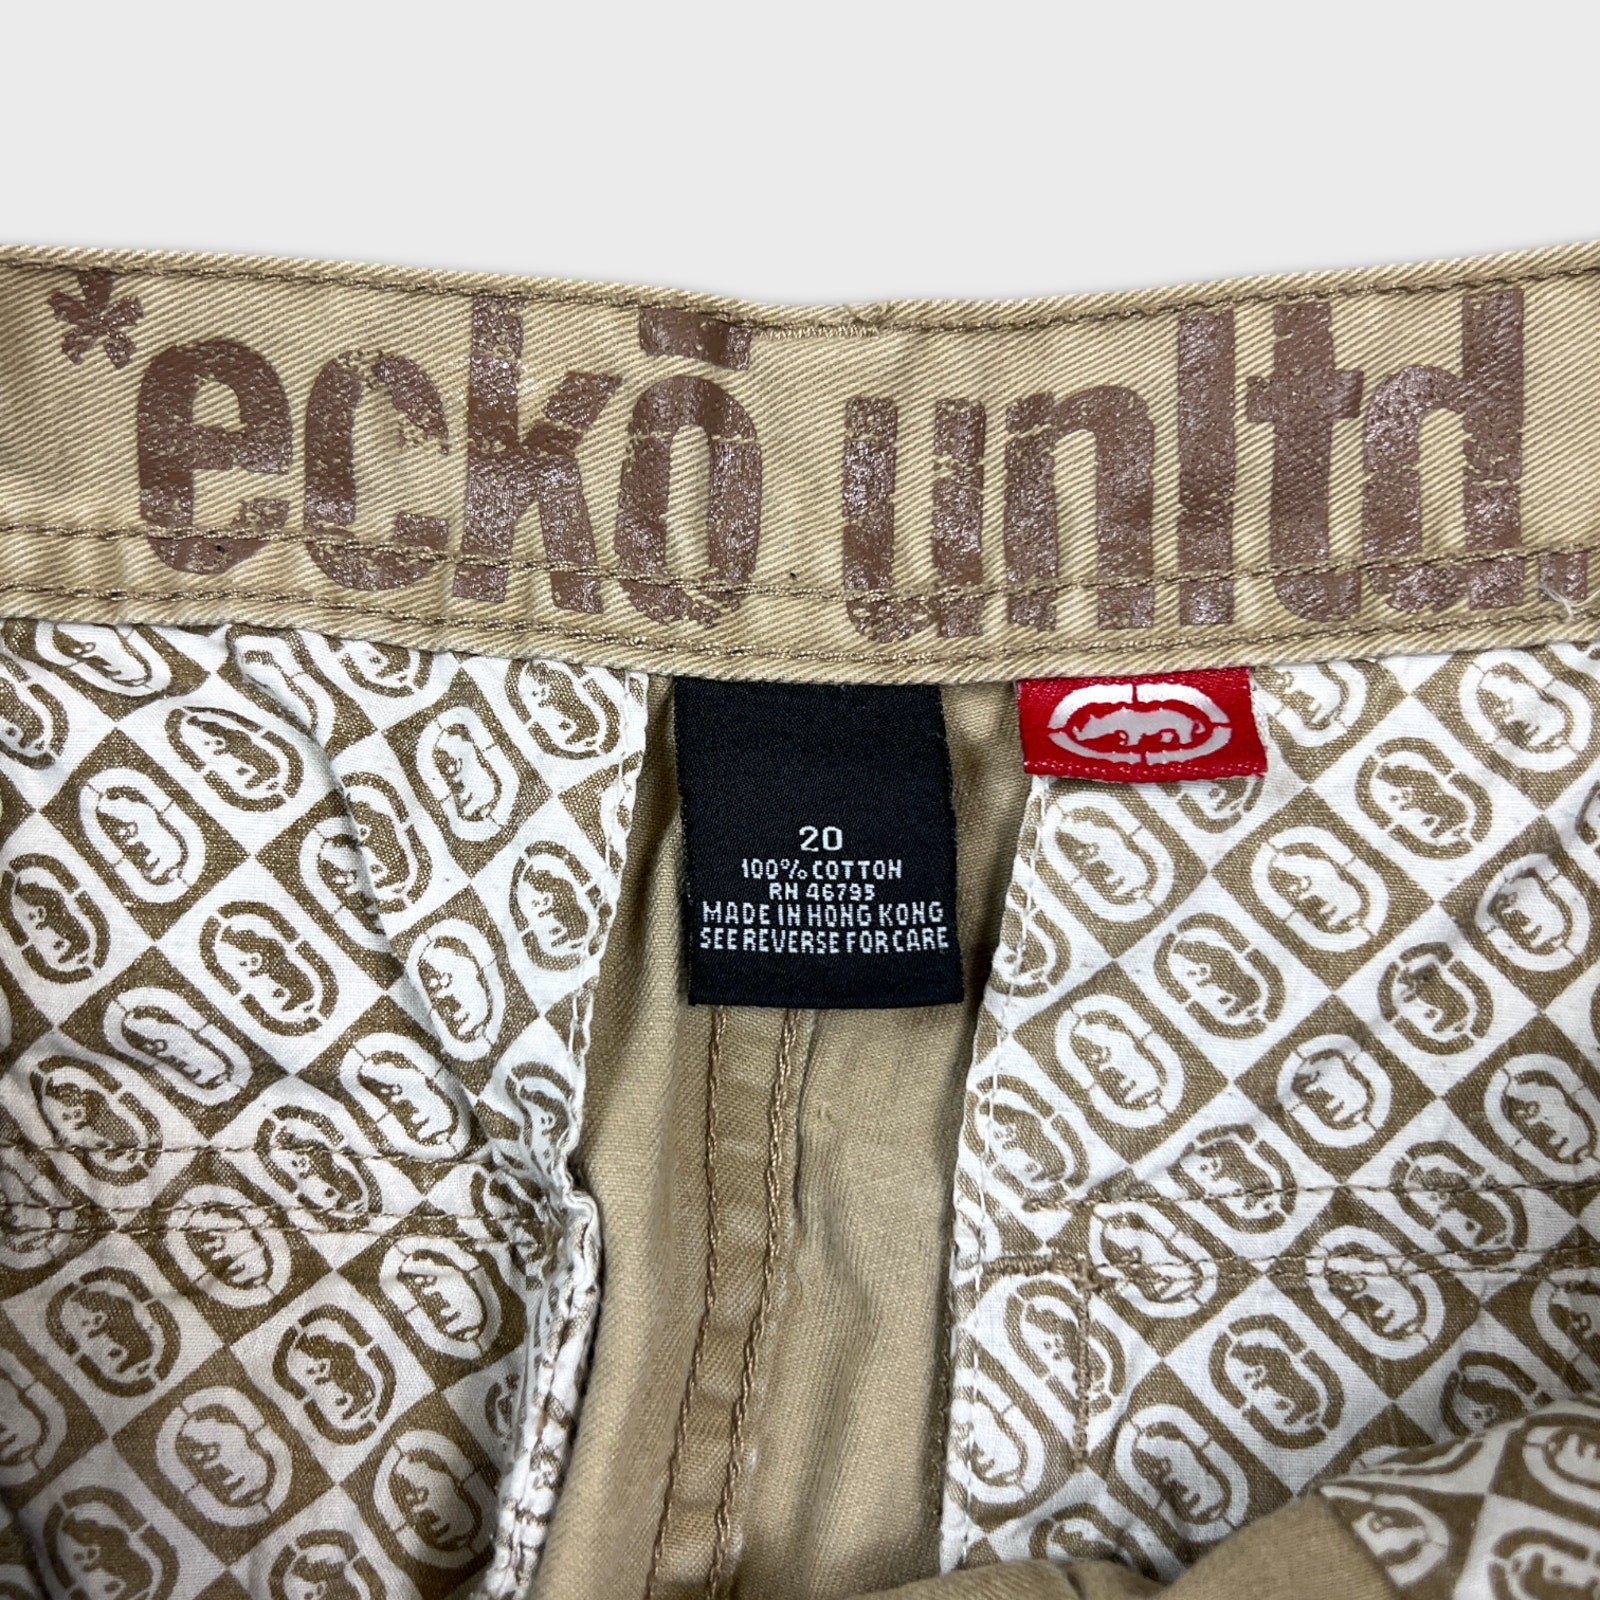 *eckō unltd.
20
100% COTTON
RN 46795
MADE IN HONG KONG
SEE REVERSE FOR CARE